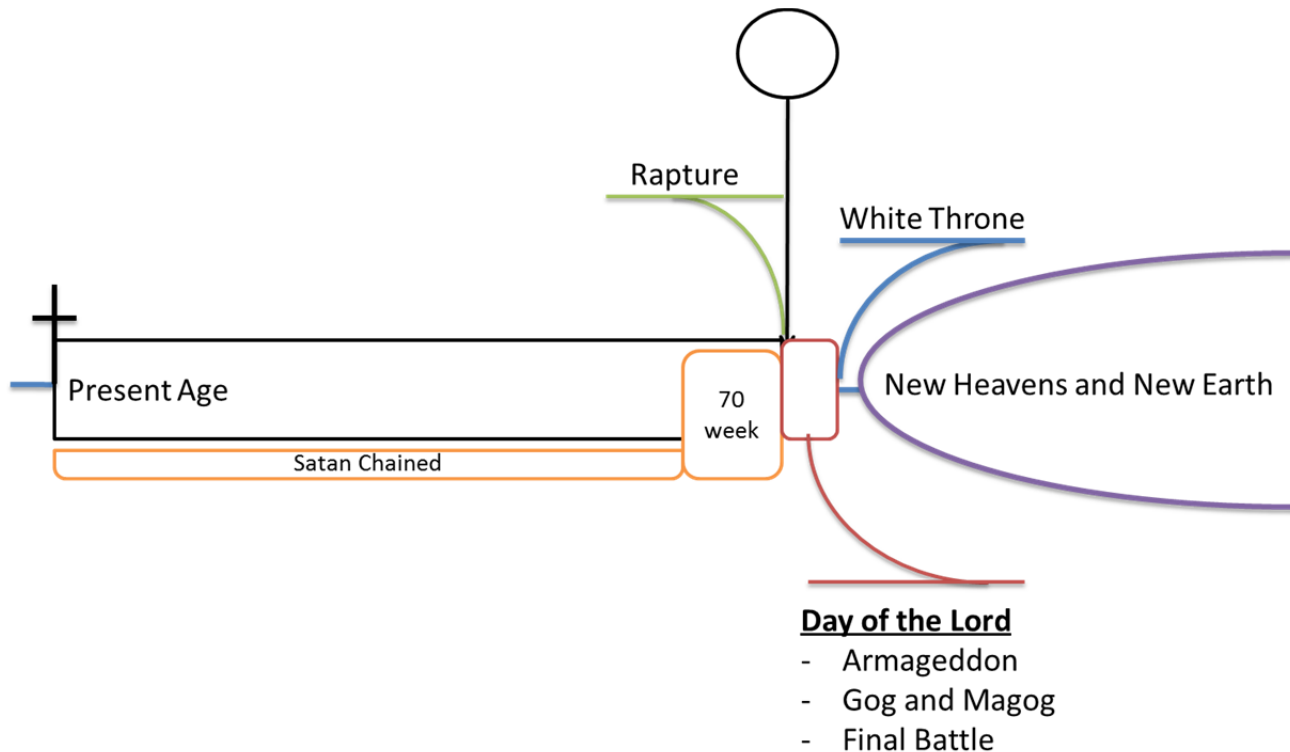 Rapture
White Throne
Present Age
70
week
New Heavens and New Earth
Satan Chained
Day of the Lord
- Armageddon
- Gog and Magog
- Final Battle